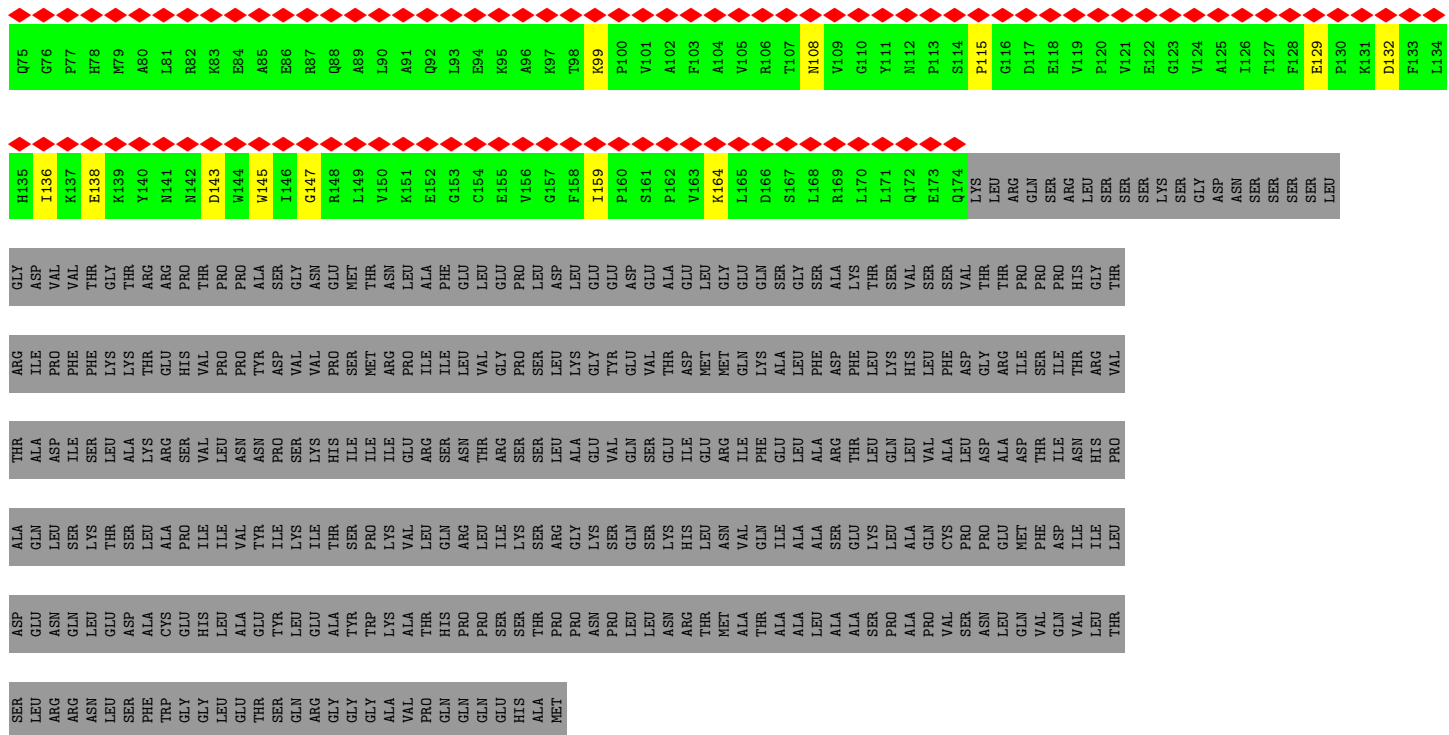 Q75 G76 P77 H78 M79 A80 L81 R82 K83 E84 A85 E86 R87 Q88 A89 L90 A91 Q92 L93 E94 K95 A96 K97 T98 K99 P100 V101 A102 F103 A104 V105 R106 T107 N108 V109 G110 Y111 N112 P113 S114 P115 G116 D117 E118 V119 P120 V121 E122 G123 V124 A125 I126 T127 F128 E129 P130 K131 D132 F133 L134
H135 I136 K137 E138 K139 Y140 N141 N142 D143 W144 W145 I146 G147 R148 L149 V150 K151 E152 G153 C154 E155 V156 G157 F158 I159 P160 S161 P162 V163 K164 L165 D166 S167 L168 R169 L170 L171 Q172 E173 Q174 LYS LEU ARG GLN SER ARG LEU SER SER SER LYS SER GLY ASP ASN SER SER SER SER LEU
GLY ASP VAL VAL THR GLY THR ARG ARG PRO THR PRO PRO ALA SER GLY ASN GLU MET THR ASN LEU ALA PHE GLU LEU GLU PRO LEU ASP LEU GLU GLU ASP GLU ALA GLU LEU GLY GLU GLN SER GLY SER ALA LYS THR SER VAL SER SER VAL THR THR PRO PRO PRO HIS GLY THR
ARG ILE PRO PHE PHE LYS LYS THR GLU HIS VAL PRO PRO TYR ASP VAL VAL PRO SER MET ARG PRO ILE ILE LEU VAL GLY PRO SER LEU LYS GLY TYR GLU VAL THR ASP MET MET GLN LYS ALA LEU PHE ASP PHE LEU LYS HIS LEU PHE ASP GLY ARG ILE SER ILE THR ARG VAL
THR ALA ASP ILE SER LEU ALA LYS ARG SER VAL LEU ASN ASN PRO SER LYS HIS ILE ILE ILE GLU ARG SER ASN THR ARG SER SER LEU ALA GLU VAL GLN SER GLU ILE GLU ARG ILE PHE GLU LEU ALA ARG THR LEU GLN LEU VAL ALA LEU ASP ALA ASP THR ILE ASN HIS PRO
ALA GLN LEU SER LYS THR SER LEU ALA PRO ILE ILE VAL TYR ILE LYS ILE THR SER PRO LYS VAL LEU GLN ARG LEU ILE LYS SER ARG GLY LYS SER GLN SER LYS HIS LEU ASN VAL GLN ILE ALA ALA SER GLU LYS LEU ALA GLN CYS PRO PRO GLU MET PHE ASP ILE ILE LEU
ASP GLU ASN GLN LEU GLU ASP ALA CYS GLU HIS LEU ALA GLU TYR LEU GLU ALA TYR TRP LYS ALA THR HIS PRO PRO SER SER THR PRO PRO ASN PRO LEU LEU ASN ARG THR MET ALA THR ALA ALA LEU ALA ALA SER PRO ALA PRO VAL SER ASN LEU GLN VAL GLN VAL LEU THR
SER LEU ARG ARG ASN LEU SER PHE TRP GLY GLY LEU GLU THR SER GLN ARG GLY GLY GLY ALA VAL PRO GLN GLN GLN GLU HIS ALA MET